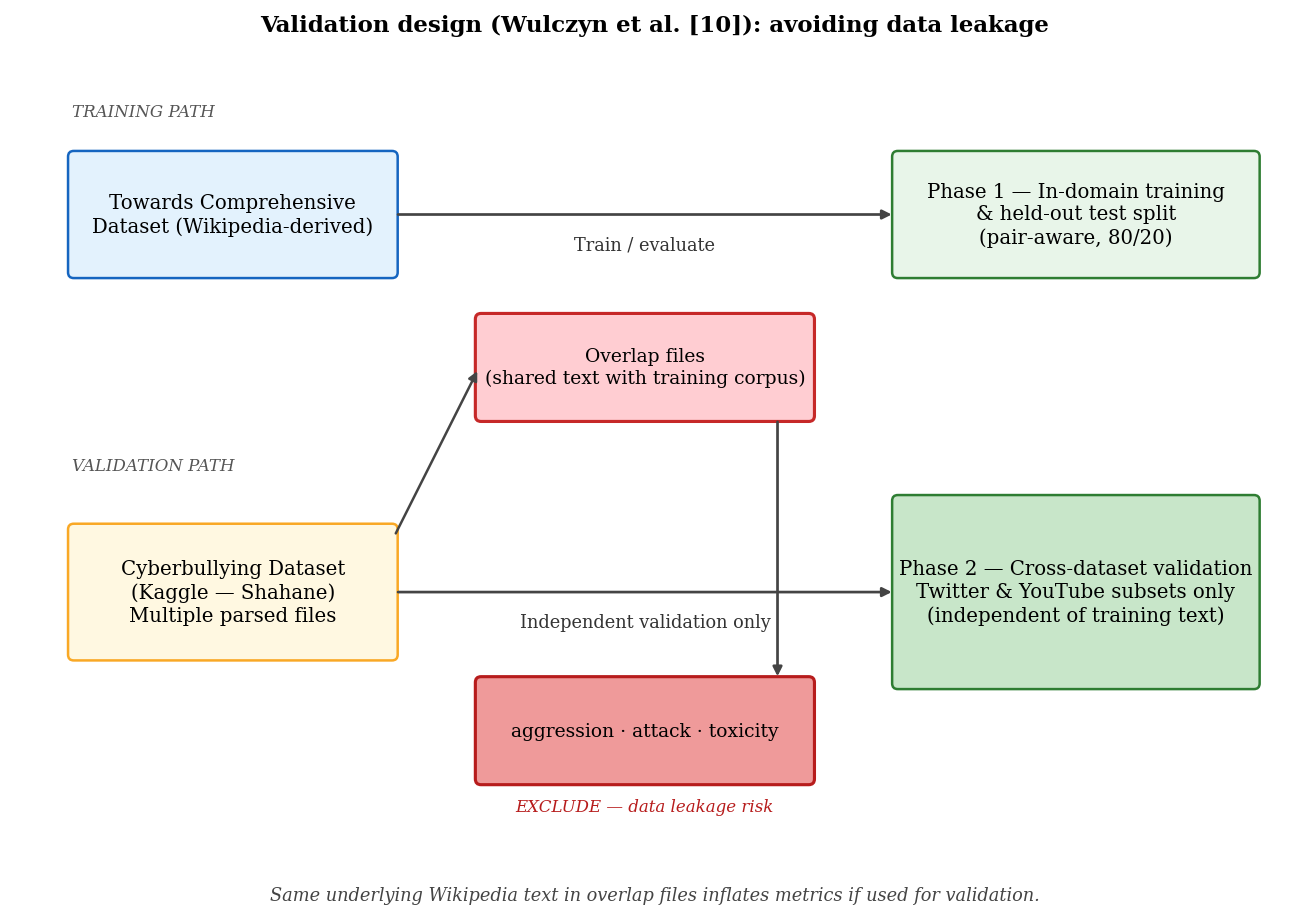 Validation design (Wulczyn et al. [10]): avoiding data leakage
TRAINING PATH
Towards Comprehensive
Dataset (Wikipedia-derived)
Train / evaluate
Phase 1 — In-domain training
& held-out test split
(pair-aware, 80/20)
Overlap files
(shared text with training corpus)
VALIDATION PATH
Cyberbullying Dataset
(Kaggle — Shahane)
Multiple parsed files
Independent validation only
Phase 2 — Cross-dataset validation
Twitter & YouTube subsets only
(independent of training text)
aggression · attack · toxicity
EXCLUDE — data leakage risk
Same underlying Wikipedia text in overlap files inflates metrics if used for validation.